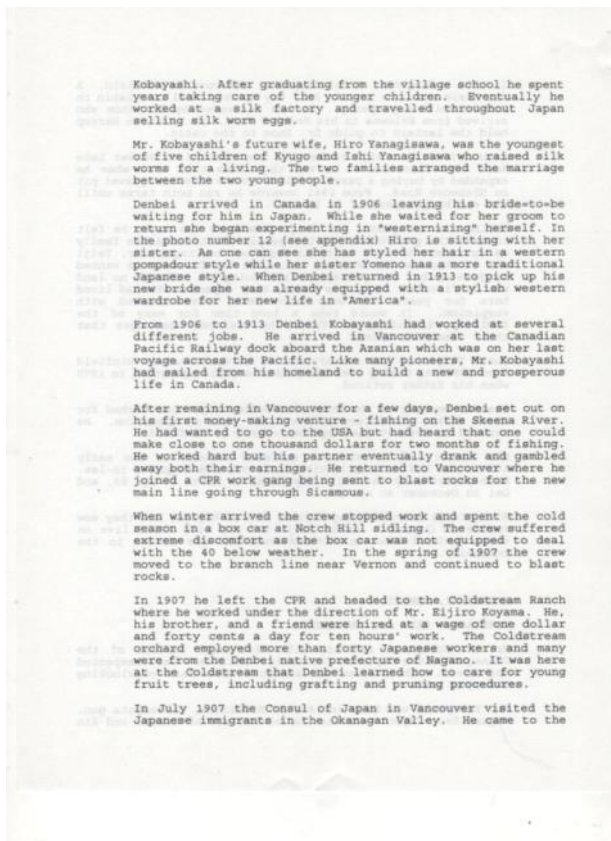 Kobayashi. After graduating from the village school he spent
years taking care of the younger children. Eventually he
worked at a silk factory and travelled throughout Japan
selling silk worm eggs.
Mr. Kobayashi's future wife, Hiro Yanagisawa, was the youngest
of five children of Kyugo and Ishi Yanagisawa who raised silk
worms for a living. The two families arranged the marriage
between the two young people.
Denbei arrived in Canada in 1906 leaving his bride=to=be
waiting for him in Japan. While she waited for her groom to
return she began experimenting in "westernizing" herself. In
the photo number 12 (see appendix) Hiro is sitting with her
sister. As one can see she has styled her hair in a western
pompadour style while her sister Yomeno has a more traditional
Japanese style. When Denbei returned in 1913 to pick up his
new bride she was already equipped with a stylish western
wardrobe for her new life in "America".
From 1906 to 1913 Denbei Kobayashi had worked at several
different jobs. He arrived in Vancouver at the Canadian
Pacific Railway dock aboard the Azanian which was on her last
voyage across the Pacific. Like many pioneers, Mr. Kobayashi
had sailed from his homeland to build a new and prosperous
life in Canada.
After remaining in Vancouver for a few days, Denbei set out on
his first money-making venture - fishing on the Skeena River.
He had wanted to go to the USA but had heard that one could
make close to one thousand dollars for two months of fishing.
He worked hard but his partner eventually drank and gambled
away both their earnings. He returned to Vancouver where he
joined a CPR work gang being sent to blast rocks for the new
main line going through Sicamous.
When winter arrived the crew stopped work and spent the cold
season in a box car at Notch Hill sidling. The crew suffered
extreme discomfort as the box car was not equipped to deal
with the 40 below weather. In the spring of 1907 the crew
moved to the branch line near Vernon and continued to blast
rocks.
In 1907 he left the CPR and headed to the Coldstream Ranch
where he worked under the direction of Mr. Eijiro Koyama. He,
his brother, and a friend were hired at a wage of one dollar
and forty cents a day for ten hours' work. The Coldstream
orchard employed more than forty Japanese workers and many
were from the Denbei native prefecture of Nagano. It was here
at the Coldstream that Denbei learned how to care for young
fruit trees, including grafting and pruning procedures.
In July 1907 the Consul of Japan in Vancouver visited the
Japanese immigrants in the Okanagan Valley. He came to the